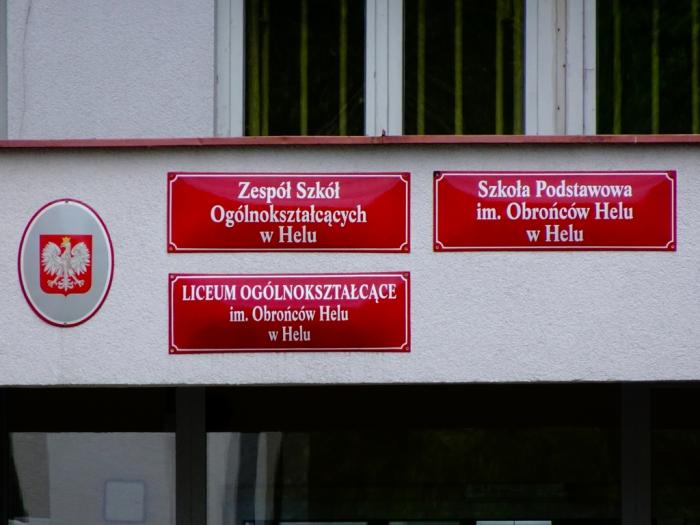 Zespół Szkół
Ogólnokształcących
w Helu
Szkoła Podstawowa
im. Obrońców Helu
w Helu
LICEUM OGÓLNOKSZTAŁCĄCE
im. Obrońców Helu
w Helu